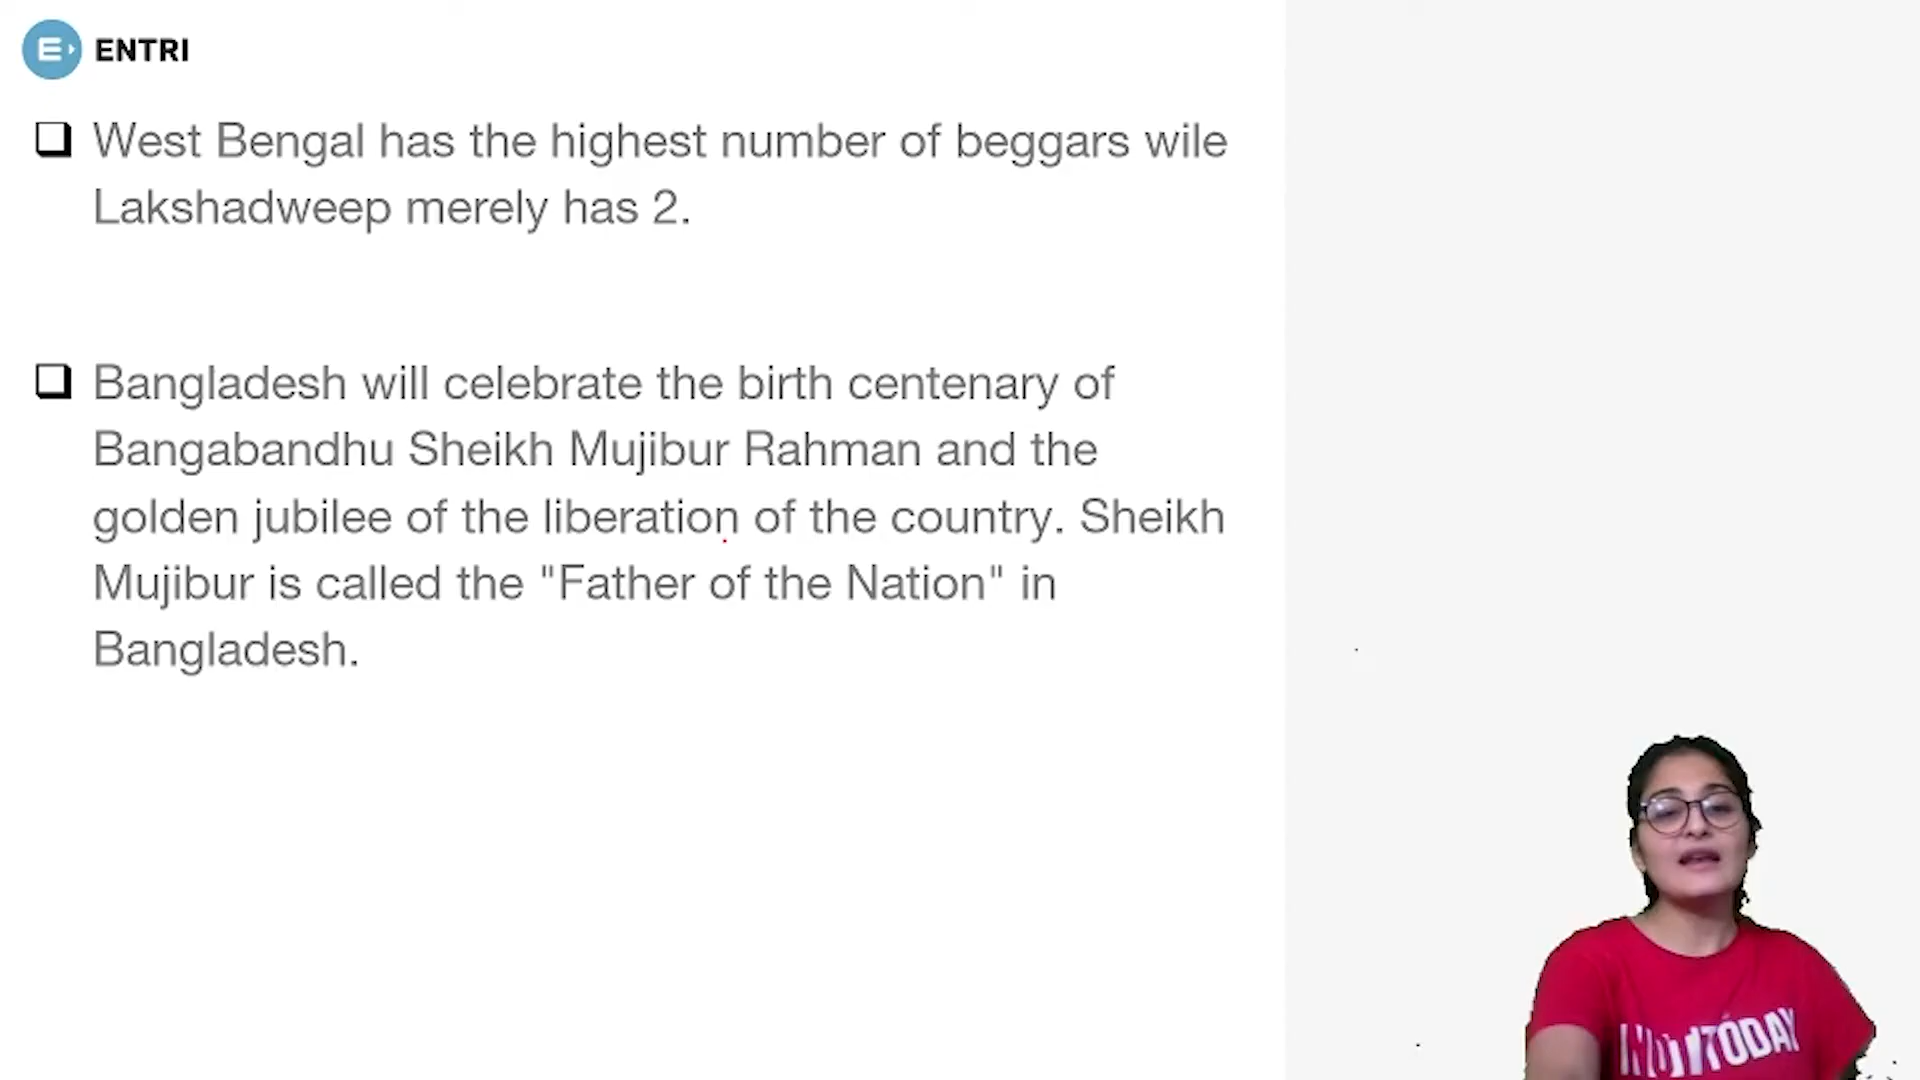 ENTRI
West Bengal has the highest number of beggars wile
Lakshadweep merely has 2.
Bangladesh will celebrate the birth centenary of
Bangabandhu Sheikh Mujibur Rahman and the
golden jubilee of the liberation of the country. Sheikh
Mujibur is called the "Father of the Nation" in
Bangladesh.
TODAY